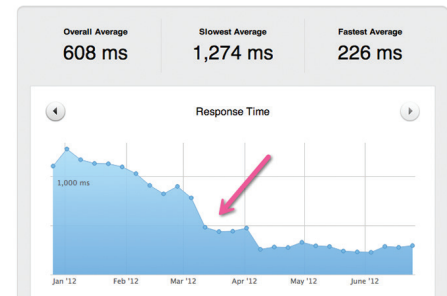 Overall Average
Slowest Average
Fastest Average
608 ms
1,274 ms
226 ms
Response Time
1,000 ms
Jan '12
Feb '12
Mar '12
Apr '12
May '12
June '12